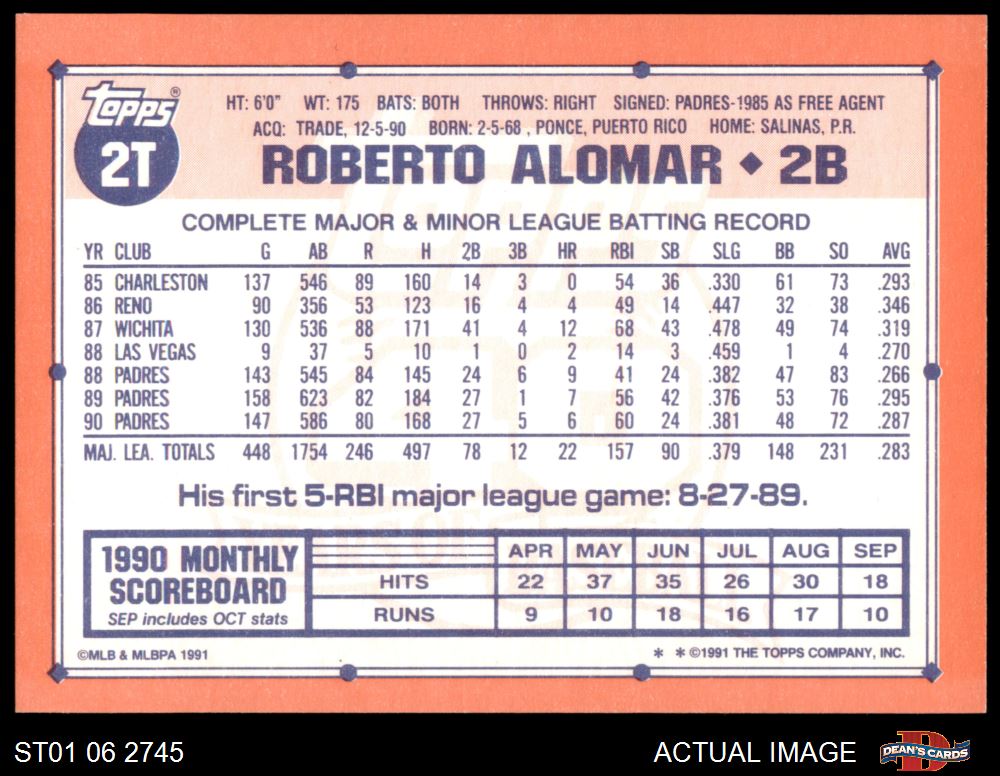 Topps®
2T
HT: 6'0" WT: 175 BATS: BOTH THROWS: RIGHT SIGNED: PADRES-1985 AS FREE AGENT
ACQ: TRADE, 12-5-90 BORN: 2-5-68 , PONCE, PUERTO RICO HOME: SALINAS, P.R.
ROBERTO ALOMAR ◆ 2B
COMPLETE MAJOR & MINOR LEAGUE BATTING RECORD
YR CLUB G AB R H 2B 3B HR RBI SB SLG BB SO AVG
85 CHARLESTON 137 546 89 160 14 3 0 54 36 .330 61 73 .293
86 RENO 90 356 53 123 16 4 4 49 14 .447 32 38 .346
87 WICHITA 130 536 88 171 41 4 12 68 43 .478 49 74 .319
88 LAS VEGAS 9 37 5 10 1 0 2 14 3 .459 1 4 .270
88 PADRES 143 545 84 145 24 6 9 41 24 .382 47 83 .266
89 PADRES 158 623 82 184 27 1 7 56 42 .376 53 76 .295
90 PADRES 147 586 80 168 27 5 6 60 24 .381 48 72 .287
MAJ. LEA. TOTALS 448 1754 246 497 78 12 22 157 90 .379 148 231 .283
His first 5-RBI major league game: 8-27-89.
1990 MONTHLY
SCOREBOARD
SEP includes OCT stats
APR MAY JUN JUL AUG SEP
HITS 22 37 35 26 30 18
RUNS 9 10 18 16 17 10
©MLB & MLBPA 1991
* * ©1991 THE TOPPS COMPANY, INC.
ST01 06 2745
ACTUAL IMAGE
DEAN'S CARDS